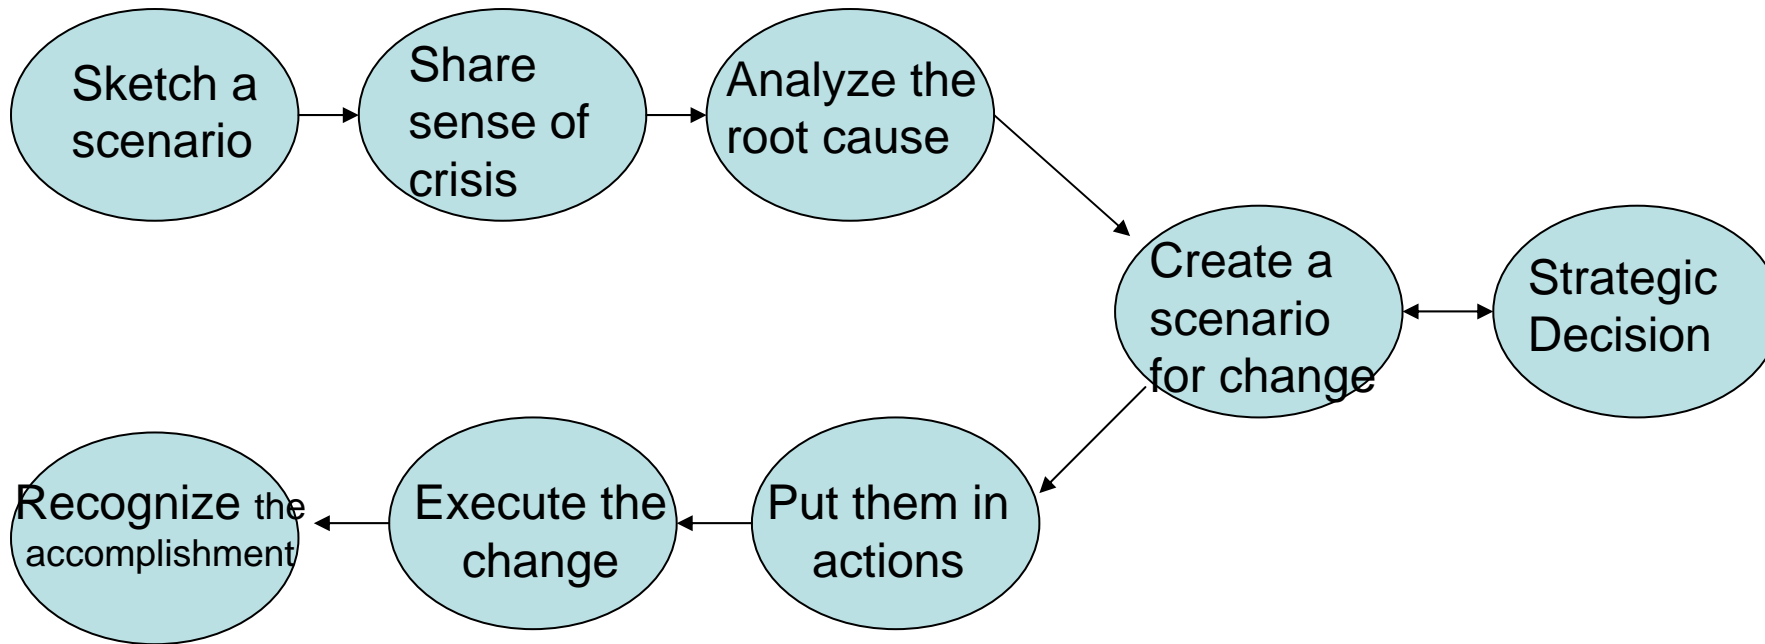 Sketch a
scenario
Share
sense of
crisis
Analyze the
root cause
Create a
scenario
for change
Strategic
Decision
Put them in
actions
Execute the
change
Recognize the
accomplishment